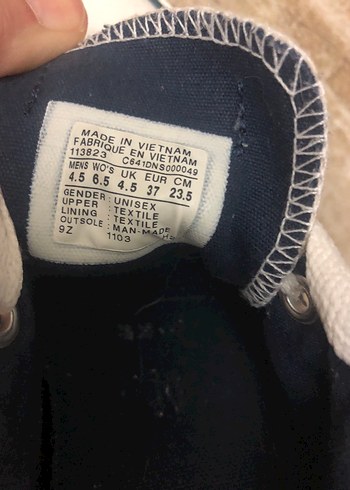 MADE IN VIETNAM
FABRIQUE EN VIETNAM
113823 C641DNS000049
MENS WO'S UK EUR CM
4.5 6.5 4.5 37 23.5
GENDER : UNISEX
UPPER : TEXTILE
LINING : TEXTILE
OUTSOLE : MAN-MADE
9Z 1103